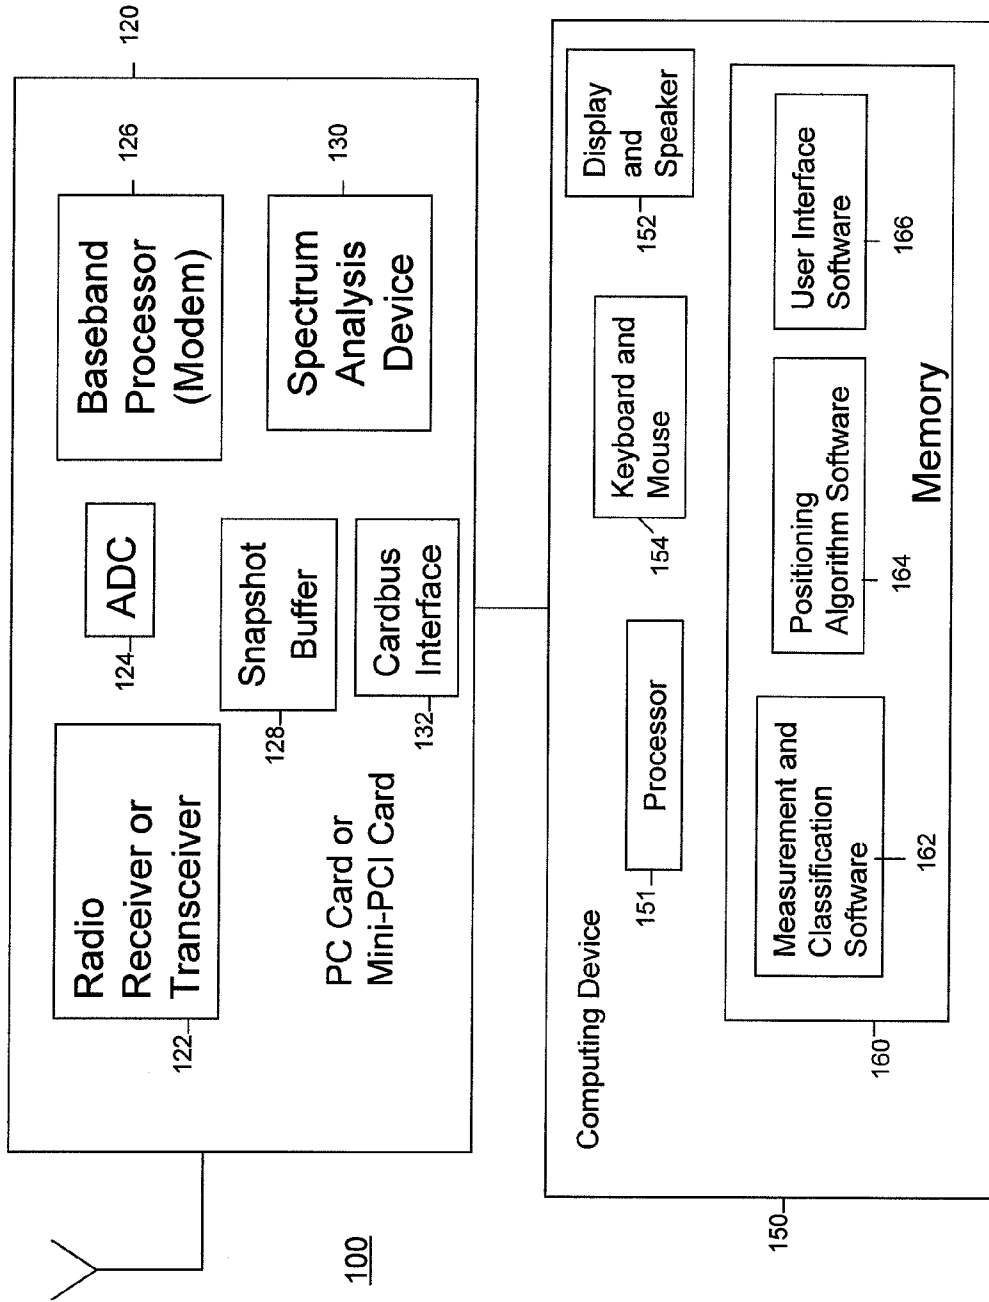 120
122
Radio
Receiver or
Transceiver
124
ADC
126
Baseband
Processor
(Modem)
128
Snapshot
Buffer
130
Spectrum
Analysis
Device
PC Card or
Mini-PCI Card
132
Cardbus
Interface
100
150
Computing Device
151
Processor
154
Keyboard and
Mouse
152
Display
and
Speaker
160
Measurement and
Classification
Software
162
Positioning
Algorithm Software
164
User Interface
Software
166
Memory